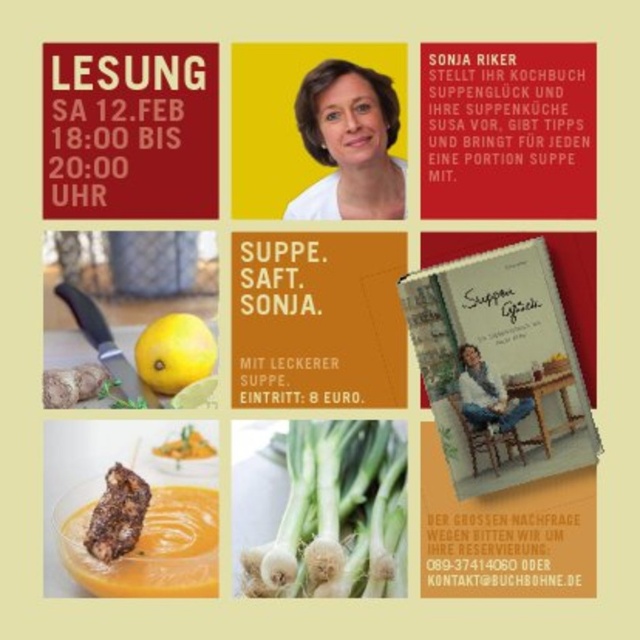 LESUNG
SA 12.FEB
18:00 BIS
20:00
UHR
SONJA RIKER
STELLT IHR KOCHBUCH
SUPPENGLÜCK UND
IHRE SUPPENKÜCHE
SUSA VOR, GIBT TIPPS
UND BRINGT FÜR JEDEN
EINE PORTION SUPPE
MIT.
SUPPE.
SAFT.
SONJA.
MIT LECKERER
SUPPE.
EINTRITT: 8 EURO.
Suppen
Glück
DER GROSSEN NACHFRAGE
WEGEN BITTEN WIR UM
IHRE RESERVIERUNG:
089-37414060 ODER
KONTAKT@BUCHBOHNE.DE